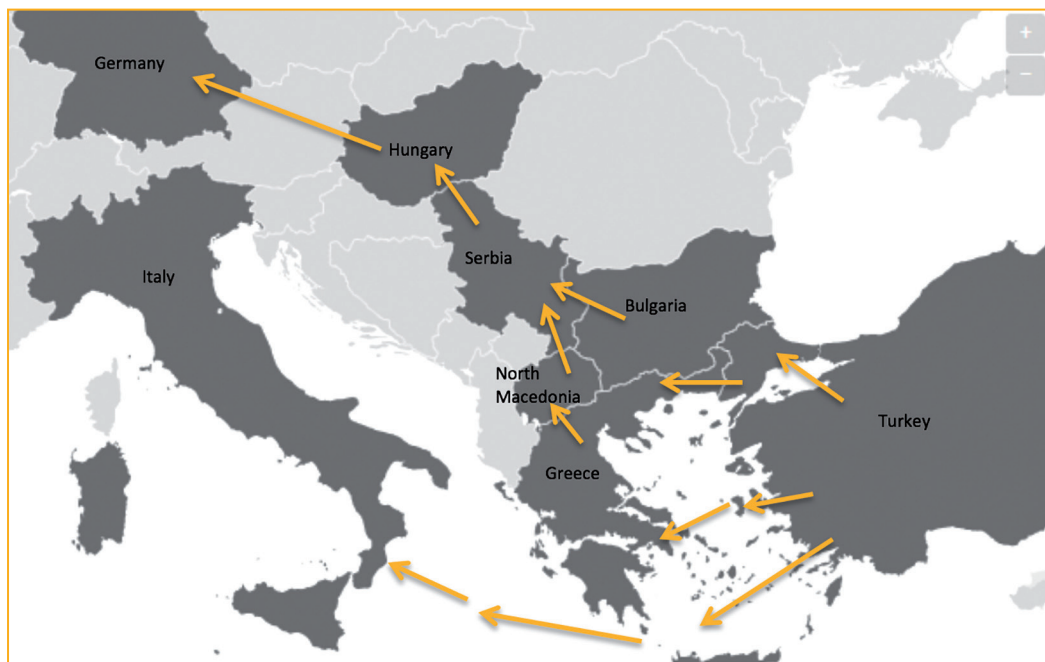 Germany
Hungary
Serbia
Italy
Bulgaria
North
Macedonia
Turkey
Greece
+
−